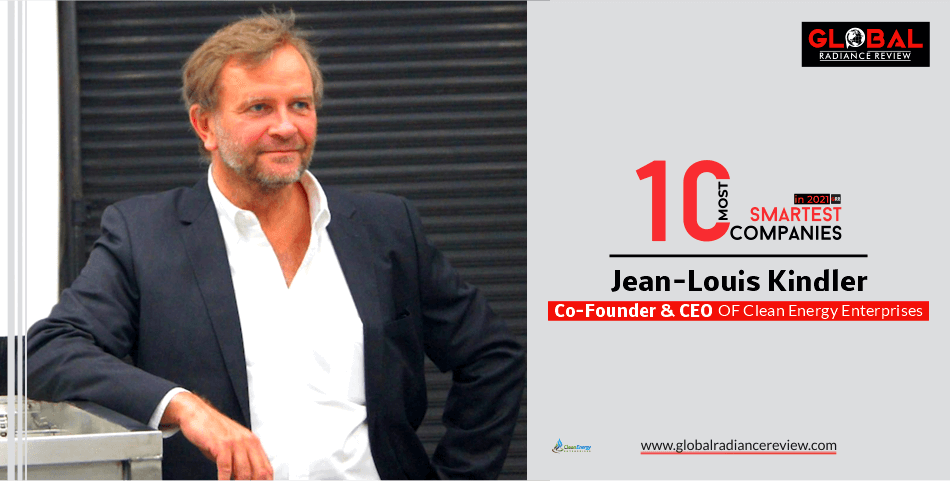 GLOBAL
RADIANCE REVIEW
10 MOST
in 2021
SMARTEST
COMPANIES
Jean-Louis Kindler
Co-Founder & CEO OF Clean Energy Enterprises
CleanEnergy
www.globalradiancereview.com